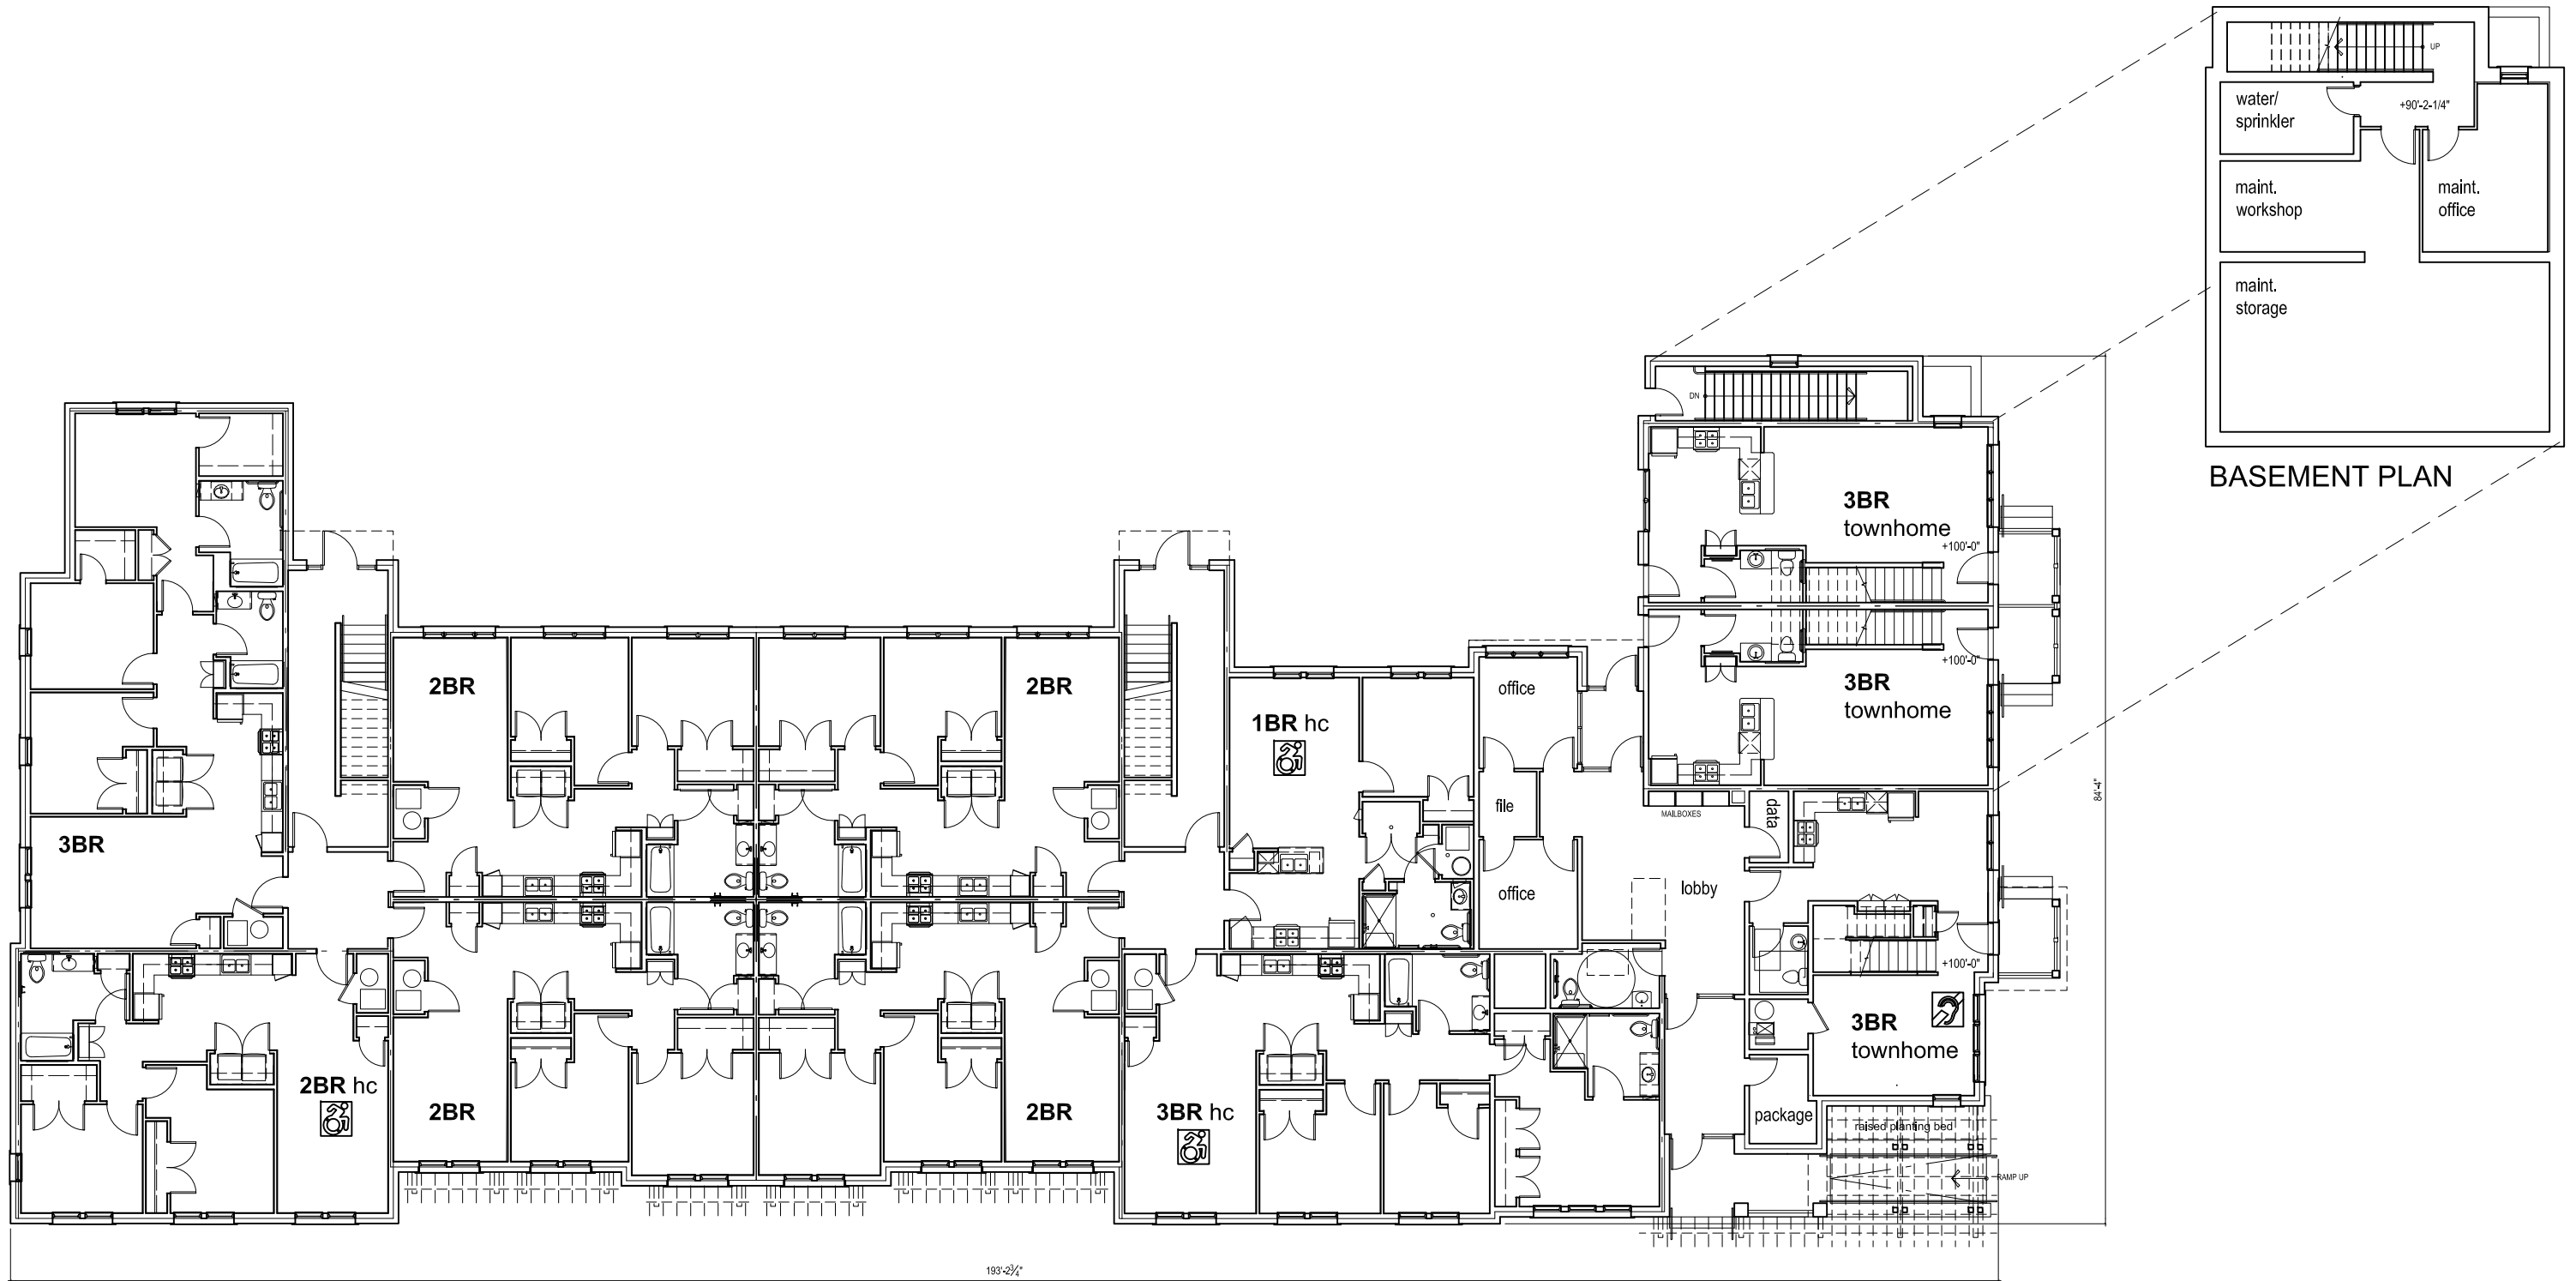 UP
water/
sprinkler
+90'-2-1/4"
maint.
workshop
maint.
office
maint.
storage
BASEMENT PLAN
DN
3BR
townhome
+100'-0"
+100'-0"
3BR
townhome
2BR
2BR
office
1BR hc
file
MAILBOXES
data
84'-4"
3BR
office
lobby
+100'-0"
3BR
townhome
2BR hc
2BR
2BR
3BR hc
package
raised planting bed
RAMP UP
193'-2¾"